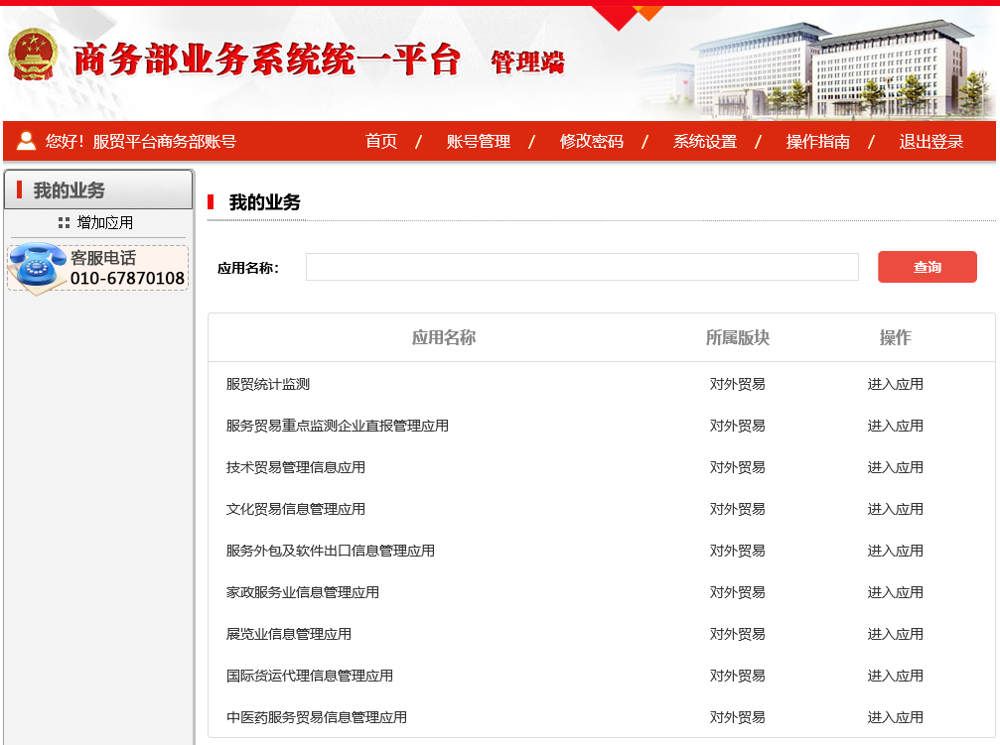 商务部业务系统统一平台 管理端
您好！服贸平台商务部账号 首页 / 账号管理 / 修改密码 / 系统设置 / 操作指南 / 退出登录
我的业务
增加应用
客服电话
010-67870108
我的业务
应用名称: 查询
应用名称 所属版块 操作
服贸统计监测 对外贸易 进入应用
服务贸易重点监测企业直报管理应用 对外贸易 进入应用
技术贸易管理信息应用 对外贸易 进入应用
文化贸易信息管理应用 对外贸易 进入应用
服务外包及软件出口信息管理应用 对外贸易 进入应用
家政服务业信息管理应用 对外贸易 进入应用
展览业信息管理应用 对外贸易 进入应用
国际货运代理信息管理应用 对外贸易 进入应用
中医药服务贸易信息管理应用 对外贸易 进入应用